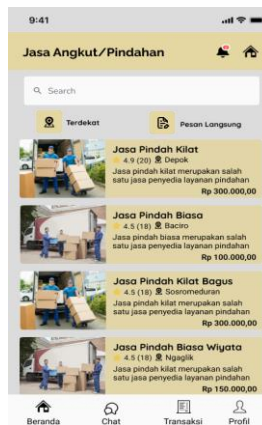 9:41
Jasa Angkut/Pindahan
Search
Terdekat
Pesan Langsung
Jasa Pindah Kilat
4.9 (20) Depok
Jasa pindah kilat merupakan salah
satu jasa penyedia layanan pindahan
Rp 300.000,00
Jasa Pindah Biasa
4.5 (18) Baciro
Jasa pindah biasa merupakan salah
satu jasa penyedia layanan pindahan
Rp 100.000,00
Jasa Pindah Kilat Bagus
4.5 (18) Sosromeduran
Jasa pindah kilat merupakan salah
satu jasa penyedia layanan pindahan
Rp 300.000,00
Jasa Pindah Biasa Wiyata
4.5 (18) Ngaglik
Jasa pindah kilat merupakan salah
satu jasa penyedia layanan pindahan
Rp 150.000,00
Beranda
Chat
Transaksi
Profil